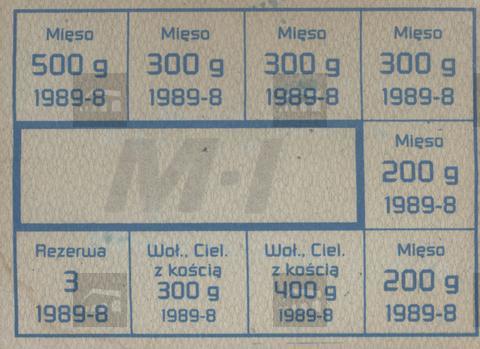 Mięso
500 g
1989-8
Mięso
300 g
1989-8
Mięso
300 g
1989-8
Mięso
300 g
1989-8
M-I
Mięso
200 g
1989-8
Rezerwa
3
1989-8
Woł., Ciel.
z kością
300 g
1989-8
Woł., Ciel.
z kością
400 g
1989-8
Mięso
200 g
1989-8